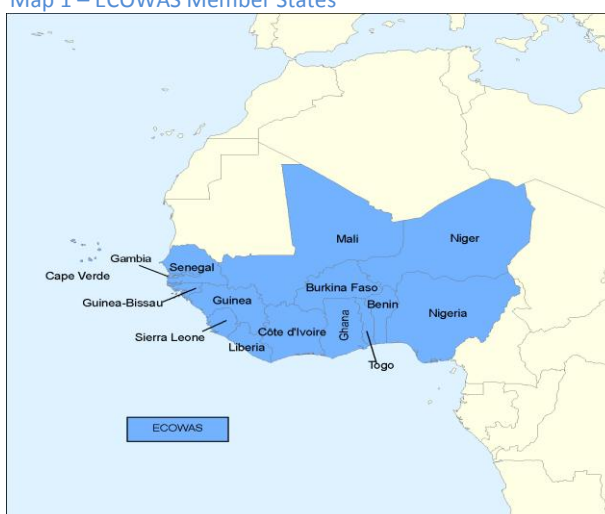 Map 1 – ECOWAS Member States
Mali
Niger
Gambia
Senegal
Cape Verde
Burkina Faso
Guinea-Bissau
Guinea
Benin
Nigeria
Ghana
Sierra Leone
Côte d'Ivoire
Liberia
Togo
ECOWAS